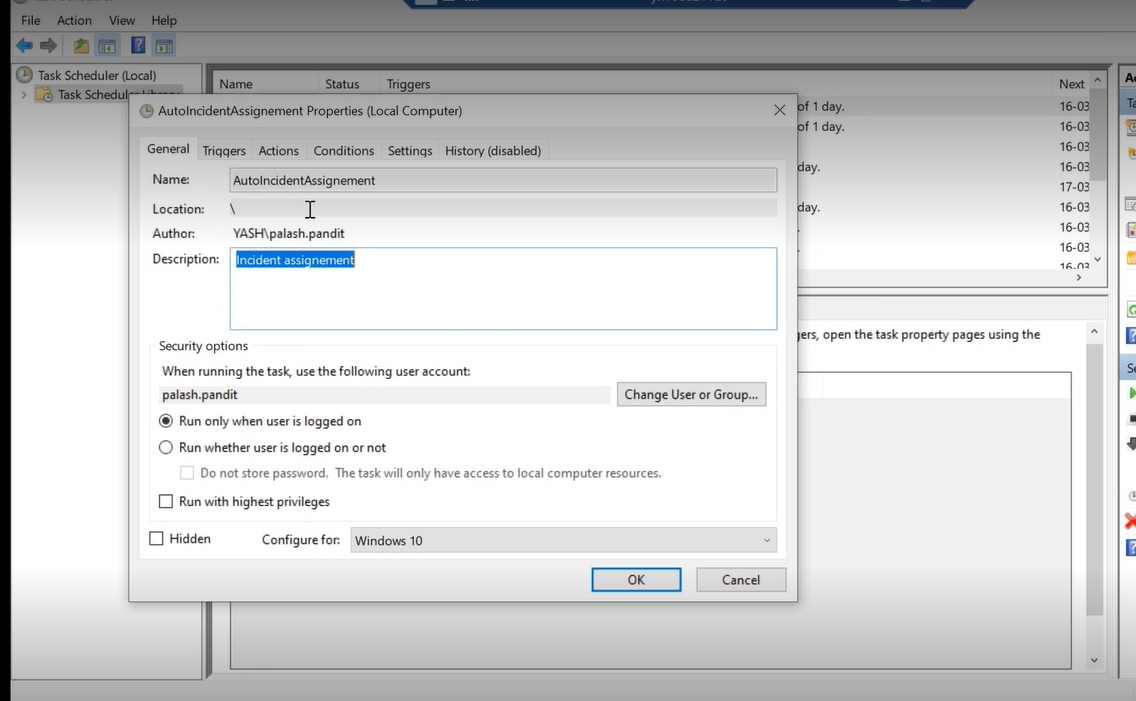 File Action View Help
Task Scheduler (Local)
Name Status Triggers Next
AutoIncidentAssignement Properties (Local Computer)
of 1 day. 16-03
of 1 day. 16-03
16-03
day. 16-03
17-03
day. 16-03
16-03
16-03
16-03
General Triggers Actions Conditions Settings History (disabled)
Name: AutoIncidentAssignement
Location: \
Author: YASH\palash.pandit
Description: Incident assignement
Security options
When running the task, use the following user account:
palash.pandit Change User or Group...
Run only when user is logged on
Run whether user is logged on or not
Do not store password. The task will only have access to local computer resources.
Run with highest privileges
Hidden Configure for: Windows 10
OK Cancel
open the task property pages using the